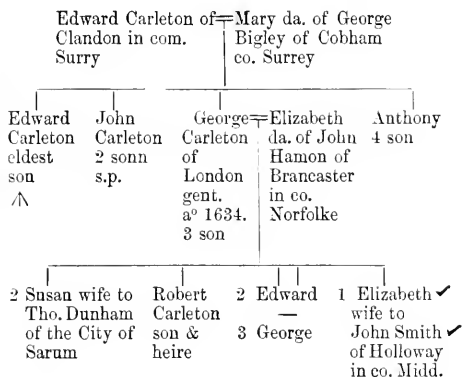 Edward Carleton of=Mary da. of George
Clandon in com. Bigley of Cobham
Surry co. Surrey
Edward
Carleton
eldest
son
John
Carleton
2 sonn
s.p.
George=Elizabeth
Carleton da. of John
of Hamon of
London Brancaster
gent. in co.
aº 1634. Norfolke
3 son
Anthony
4 son
2 Susan wife to
Tho. Dunham
of the City of
Sarum
Robert
Carleton
son &
heire
2 Edward
—
3 George
1 Elizabeth ✓
wife to
John Smith ✓
of Holloway
in co. Midd.